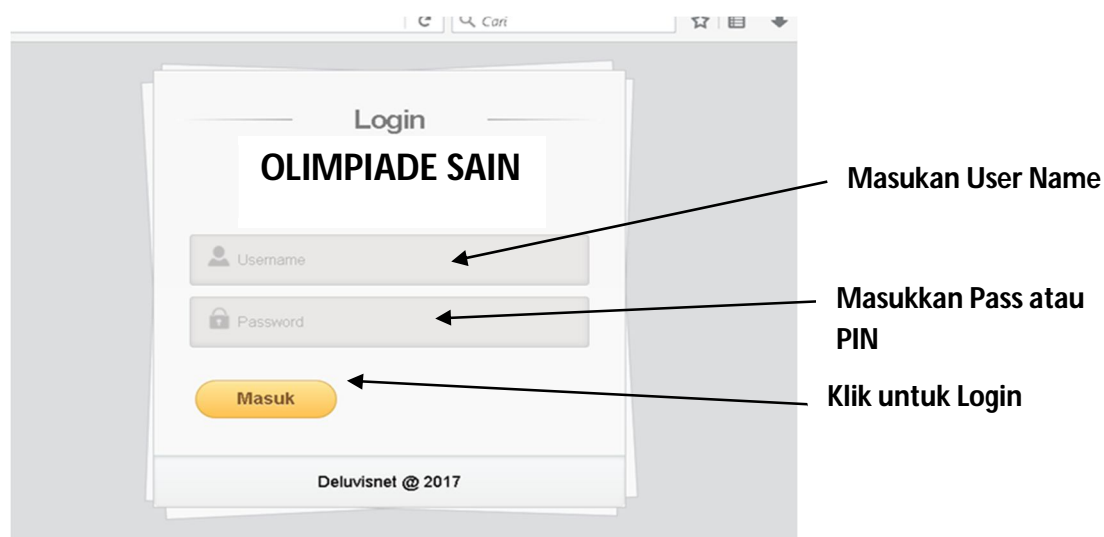 Cari
Login
OLIMPIADE SAIN
Masukan User Name
Username
Masukkan Pass atau
PIN
Password
Klik untuk Login
Masuk
Deluvisnet @ 2017